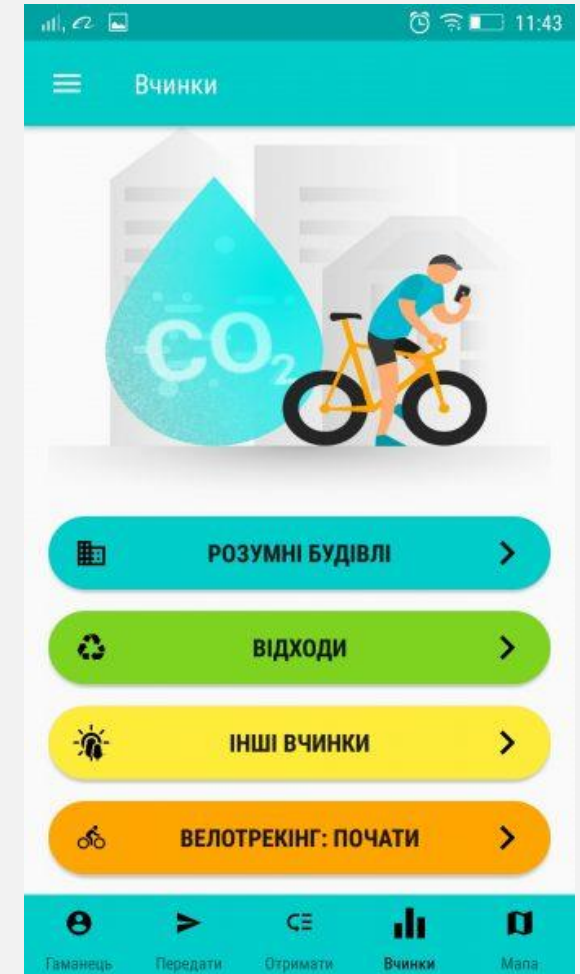 11:43
Вчинки
CO2
РОЗУМНІ БУДІВЛІ
ВІДХОДИ
ІНШІ ВЧИНКИ
ВЕЛОТРЕКІНГ: ПОЧАТИ
Гаманець Передати Отримати Вчинки Мапа